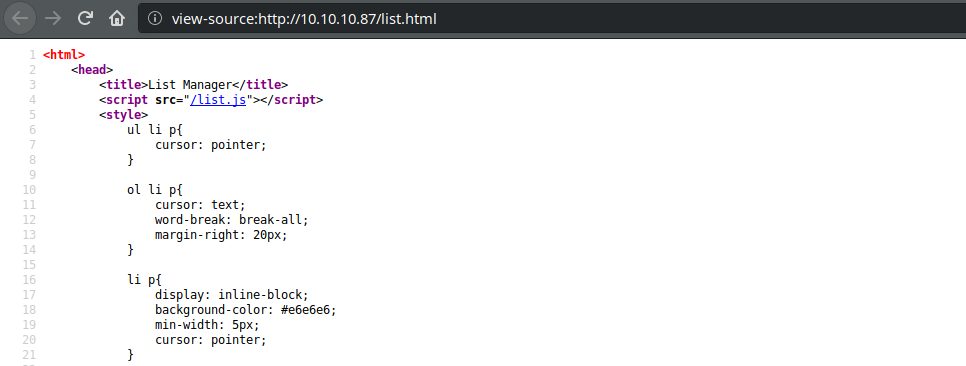 view-source:http://10.10.10.87/list.html
1 <html>
2 <head>
3 <title>List Manager</title>
4 <script src="/list.js"></script>
5 <style>
6 ul li p{
7 cursor: pointer;
8 }
9
10 ol li p{
11 cursor: text;
12 word-break: break-all;
13 margin-right: 20px;
14 }
15
16 li p{
17 display: inline-block;
18 background-color: #e6e6e6;
19 min-width: 5px;
20 cursor: pointer;
21 }